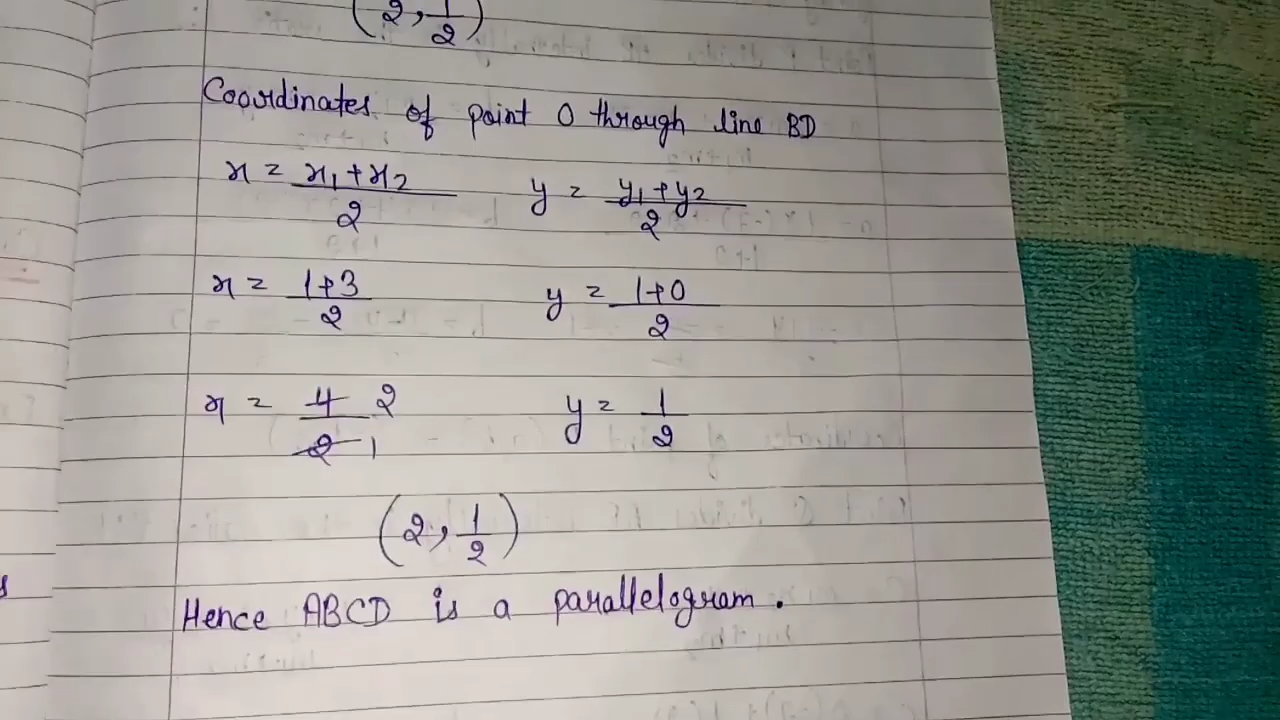 (2, 1/2)
Coordinates of point O through line BD
x = x₁+x₂/2 y = y₁+y₂/2
x = 1+3/2 y = 1+0/2
x = 4/2 2/1 y = 1/2
(2, 1/2)
Hence ABCD is a parallelogram.